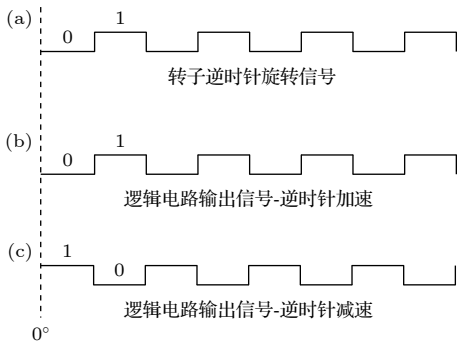 (a)
0 1
转子逆时针旋转信号
(b)
0 1
逻辑电路输出信号-逆时针加速
(c)
1 0
逻辑电路输出信号-逆时针减速
0°